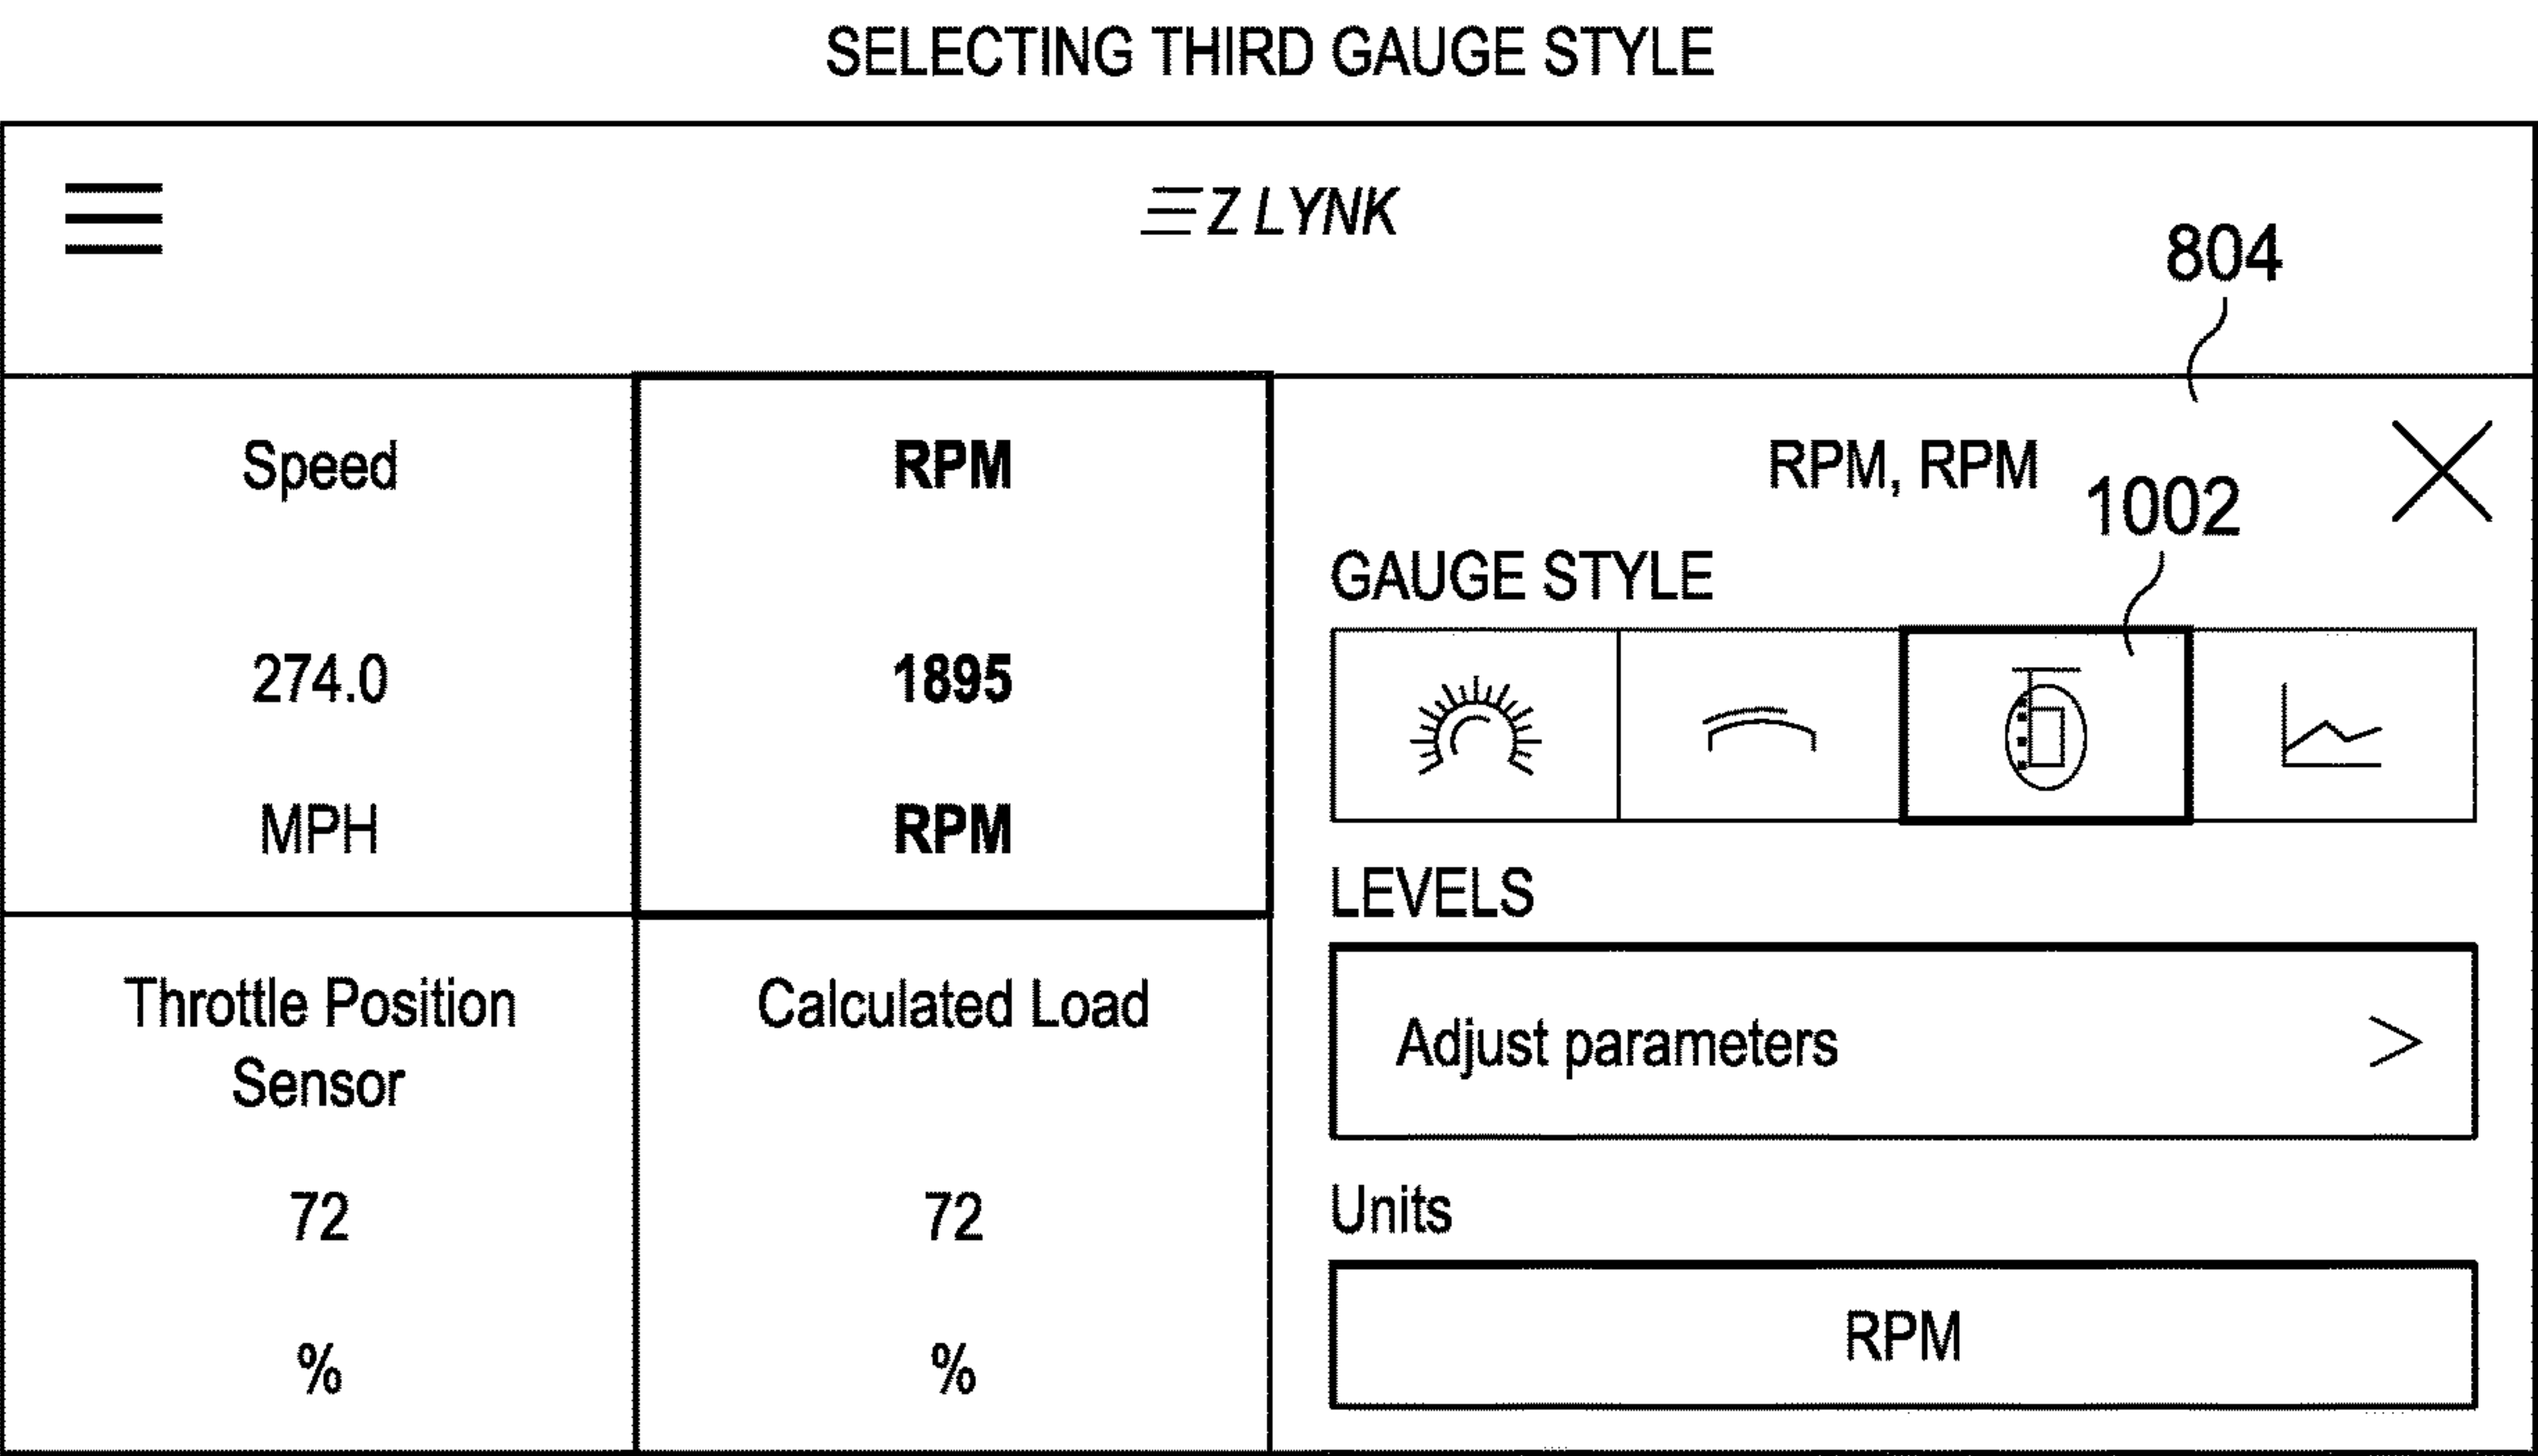 SELECTING THIRD GAUGE STYLE
EZ LYNK
804
Speed
274.0
MPH
RPM
1895
RPM
Throttle Position
Sensor
72
%
Calculated Load
72
%
RPM, RPM
1002
GAUGE STYLE
LEVELS
Adjust parameters >
Units
RPM